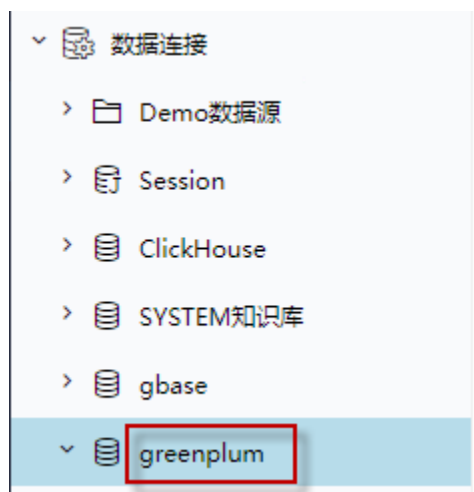 数据连接
Demo数据源
Session
ClickHouse
SYSTEM知识库
gbase
greenplum